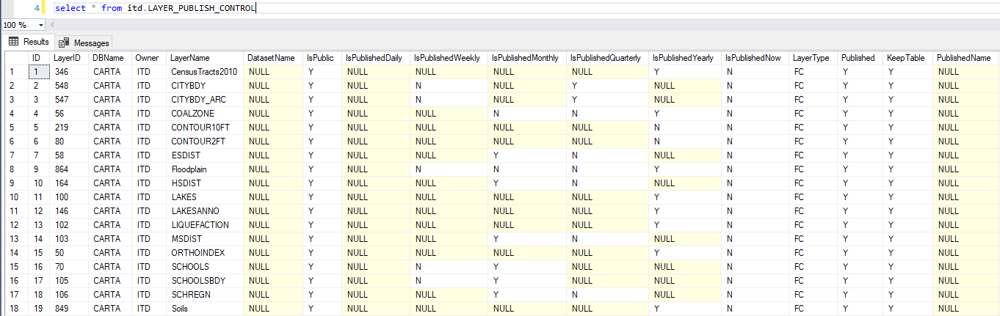 4 select * from itd.LAYER_PUBLISH_CONTROL
100 %
Results Messages
ID LayerID DBName Owner LayerName DatasetName IsPublic IsPublishedDaily IsPublishedWeekly IsPublishedMonthly IsPublishedQuarterly IsPublishedYearly IsPublishedNow LayerType Published KeepTable PublishedName
1 1 346 CARTA ITD CensusTracts2010 NULL Y NULL NULL NULL NULL Y N FC Y Y NULL
2 2 548 CARTA ITD CITYBDY NULL Y NULL N NULL Y NULL N FC Y Y NULL
3 3 547 CARTA ITD CITYBDY_ARC NULL Y NULL N NULL Y NULL N FC Y Y NULL
4 4 56 CARTA ITD COALZONE NULL Y NULL NULL N N Y N FC Y Y NULL
5 5 219 CARTA ITD CONTOUR10FT NULL Y NULL NULL NULL NULL N N FC Y Y NULL
6 6 80 CARTA ITD CONTOUR2FT NULL Y NULL NULL NULL NULL N N FC Y Y NULL
7 7 58 CARTA ITD ESDIST NULL Y NULL NULL Y N NULL N FC Y Y NULL
8 9 864 CARTA ITD Floodplain NULL Y NULL N N N Y N FC Y Y NULL
9 10 164 CARTA ITD HSDIST NULL Y NULL NULL Y N NULL N FC Y Y NULL
10 11 100 CARTA ITD LAKES NULL Y NULL NULL NULL NULL Y N FC Y Y NULL
11 12 146 CARTA ITD LAKESANNO NULL Y NULL NULL NULL NULL Y N FC Y Y NULL
12 13 102 CARTA ITD LIQUEFACTION NULL Y NULL NULL NULL NULL Y N FC Y Y NULL
13 14 103 CARTA ITD MSDIST NULL Y NULL NULL Y N NULL N FC Y Y NULL
14 15 50 CARTA ITD ORTHOINDEX NULL Y NULL NULL NULL NULL Y N FC Y Y NULL
15 16 70 CARTA ITD SCHOOLS NULL Y NULL N Y NULL NULL N FC Y Y NULL
16 17 105 CARTA ITD SCHOOLSBDY NULL Y NULL N Y NULL NULL N FC Y Y NULL
17 18 106 CARTA ITD SCHREGN NULL Y NULL NULL Y N NULL N FC Y Y NULL
18 19 849 CARTA ITD Soils NULL Y NULL NULL NULL NULL Y N FC Y Y NULL